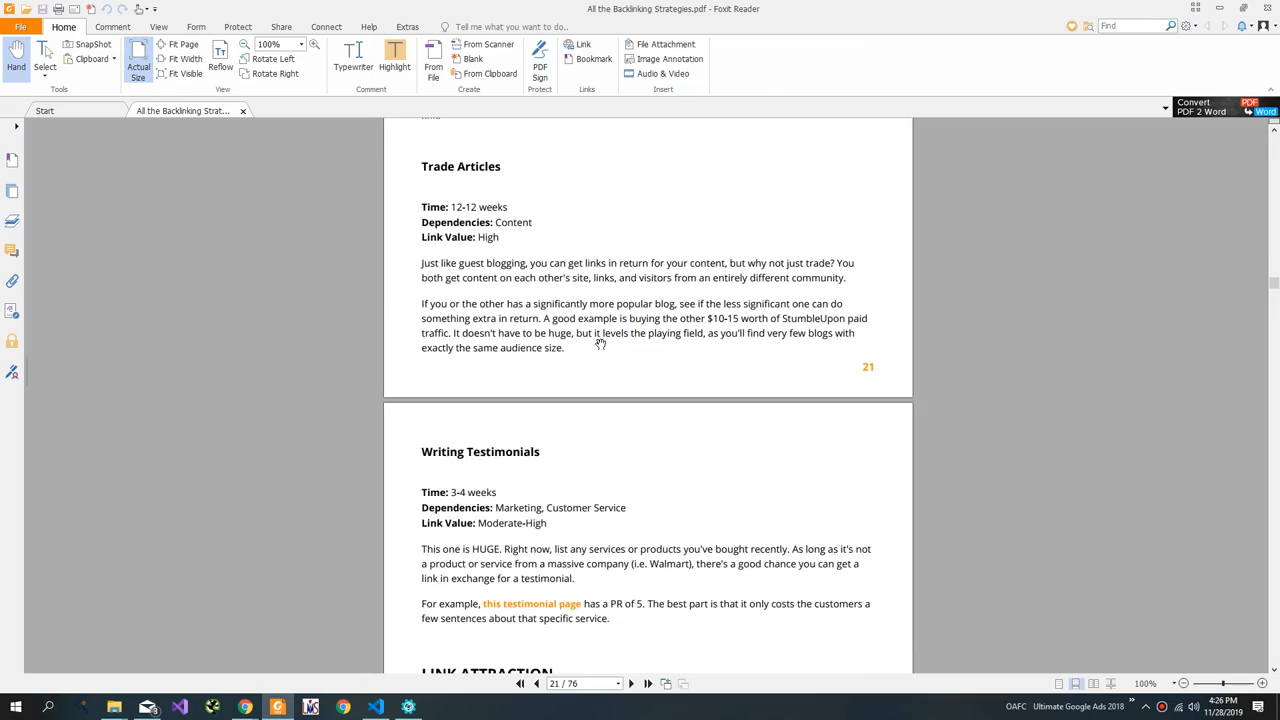 All the Backlinking Strategies.pdf - Foxit Reader
File Home Comment View Form Protect Share Connect Help Extras Tell me what you want to do.. Find
Hand
Select
SnapShot
Clipboard
Tools
Actual
Size
Fit Page
Fit Width
Fit Visible
Reflow
100%
Rotate Left
Rotate Right
View
Typewriter
Highlight
Comment
From
File
From Scanner
Blank
From Clipboard
Create
PDF
Sign
Protect
Link
Bookmark
Links
File Attachment
Image Annotation
Audio & Video
Insert
Start
All the Backlinking Strat...
Convert PDF
PDF 2 Word Word
Trade Articles
Time: 12-12 weeks
Dependencies: Content
Link Value: High
Just like guest blogging, you can get links in return for your content, but why not just trade? You
both get content on each other's site, links, and visitors from an entirely different community.
If you or the other has a significantly more popular blog, see if the less significant one can do
something extra in return. A good example is buying the other $10-15 worth of StumbleUpon paid
traffic. It doesn't have to be huge, but it levels the playing field, as you'll find very few blogs with
exactly the same audience size.
21
Writing Testimonials
Time: 3-4 weeks
Dependencies: Marketing, Customer Service
Link Value: Moderate-High
This one is HUGE. Right now, list any services or products you've bought recently. As long as it's not
a product or service from a massive company (i.e. Walmart), there's a good chance you can get a
link in exchange for a testimonial.
For example, this testimonial page has a PR of 5. The best part is that it only costs the customers a
few sentences about that specific service.
LINK ATTRACTION
21 / 76
100%
OAFC Ultimate Google Ads 2018
4:26 PM
11/28/2019